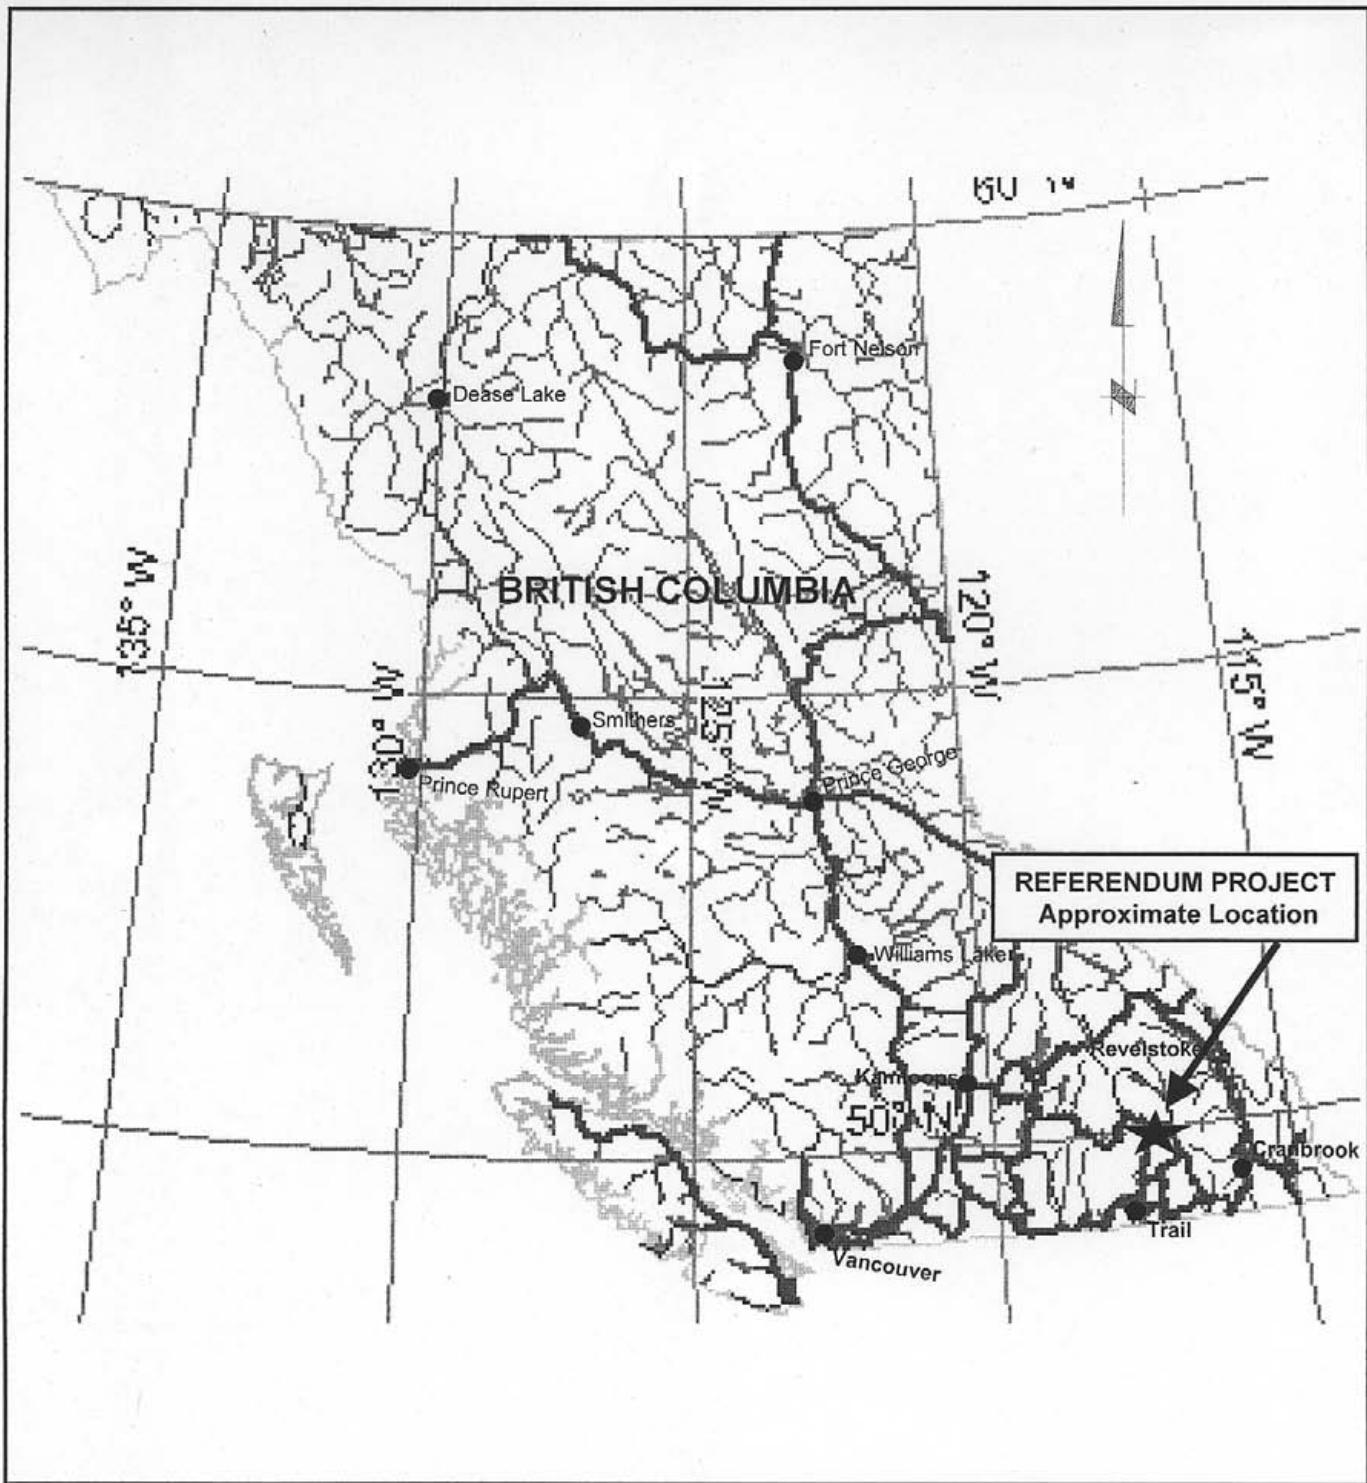 60 N
Fort Nelson
Dease Lake
BRITISH COLUMBIA
135° W
120° W
115° W
130° W
125° W
Smithers
Prince George
Prince Rupert
REFERENDUM PROJECT
Approximate Location
Williams Lake
Revelstoke
Kamloops
50° N
Cranbrook
Trail
Vancouver